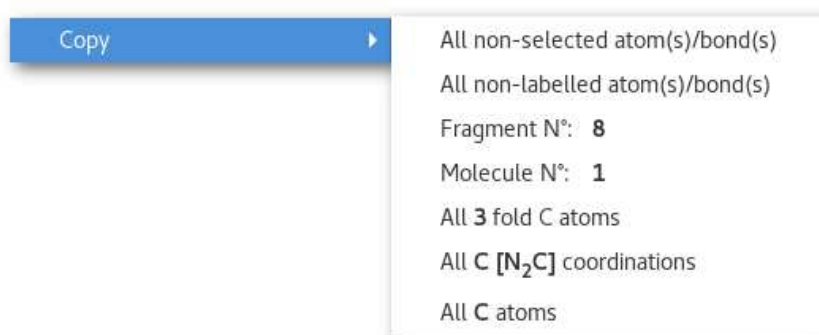 Copy
All non-selected atom(s)/bond(s)
All non-labelled atom(s)/bond(s)
Fragment N°: 8
Molecule N°: 1
All 3 fold C atoms
All C [N₂C] coordinations
All C atoms